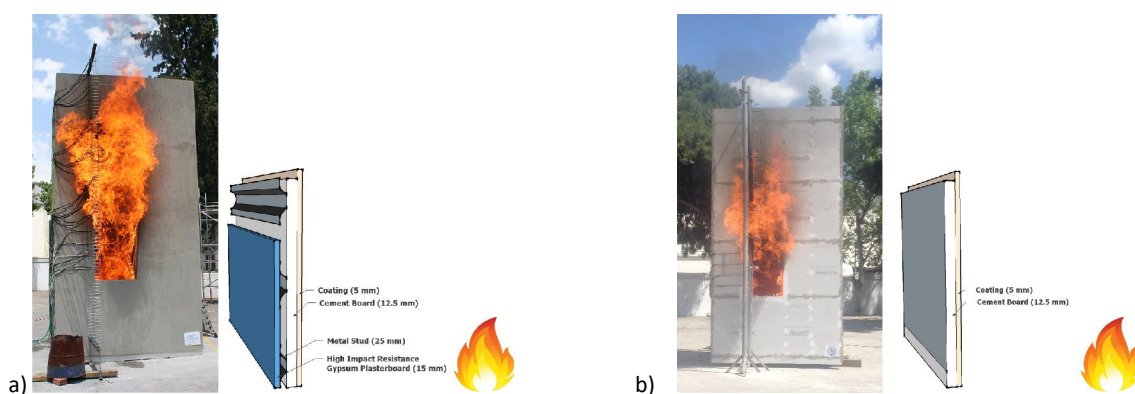 Coating (5 mm)
Cement Board (12.5 mm)
Metal Stud (25 mm)
High Impact Resistance
Gypsum Plasterboard (15 mm)
a)
Coating (5 mm)
Cement Board (12.5 mm)
b)